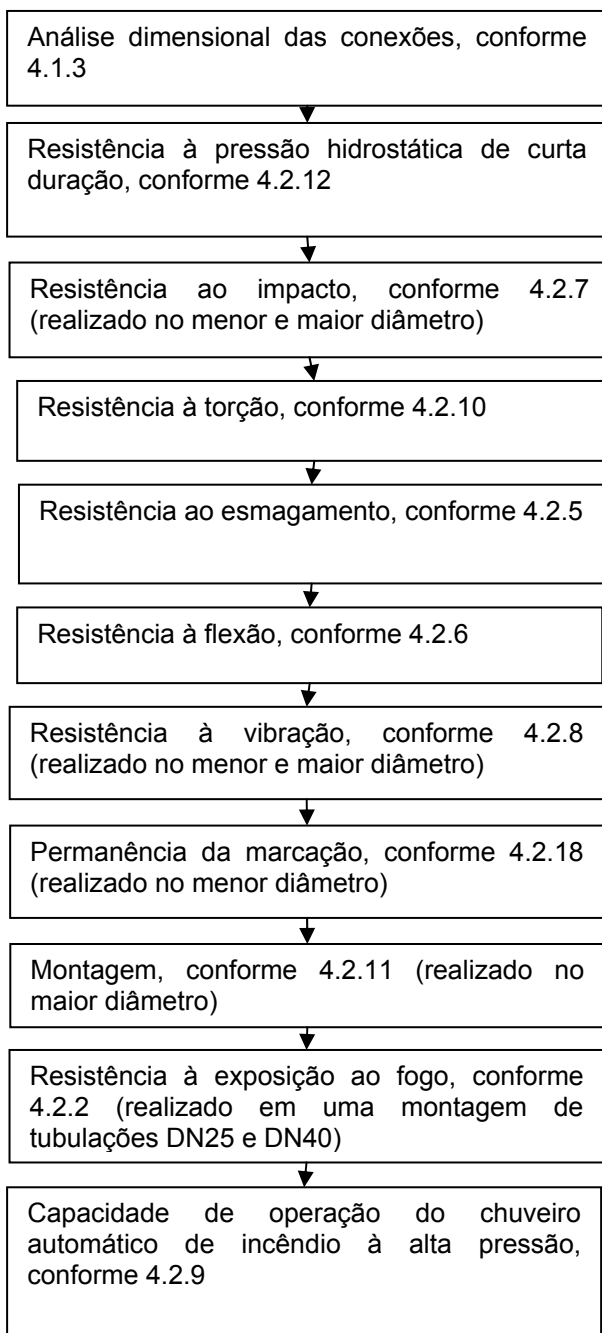 Análise dimensional das conexões, conforme
4.1.3
Resistência à pressão hidrostática de curta
duração, conforme 4.2.12
Resistência ao impacto, conforme 4.2.7
(realizado no menor e maior diâmetro)
Resistência à torção, conforme 4.2.10
Resistência ao esmagamento, conforme 4.2.5
Resistência à flexão, conforme 4.2.6
Resistência à vibração, conforme 4.2.8
(realizado no menor e maior diâmetro)
Permanência da marcação, conforme 4.2.18
(realizado no menor diâmetro)
Montagem, conforme 4.2.11 (realizado no
maior diâmetro)
Resistência à exposição ao fogo, conforme
4.2.2 (realizado em uma montagem de
tubulações DN25 e DN40)
Capacidade de operação do chuveiro
automático de incêndio à alta pressão,
conforme 4.2.9